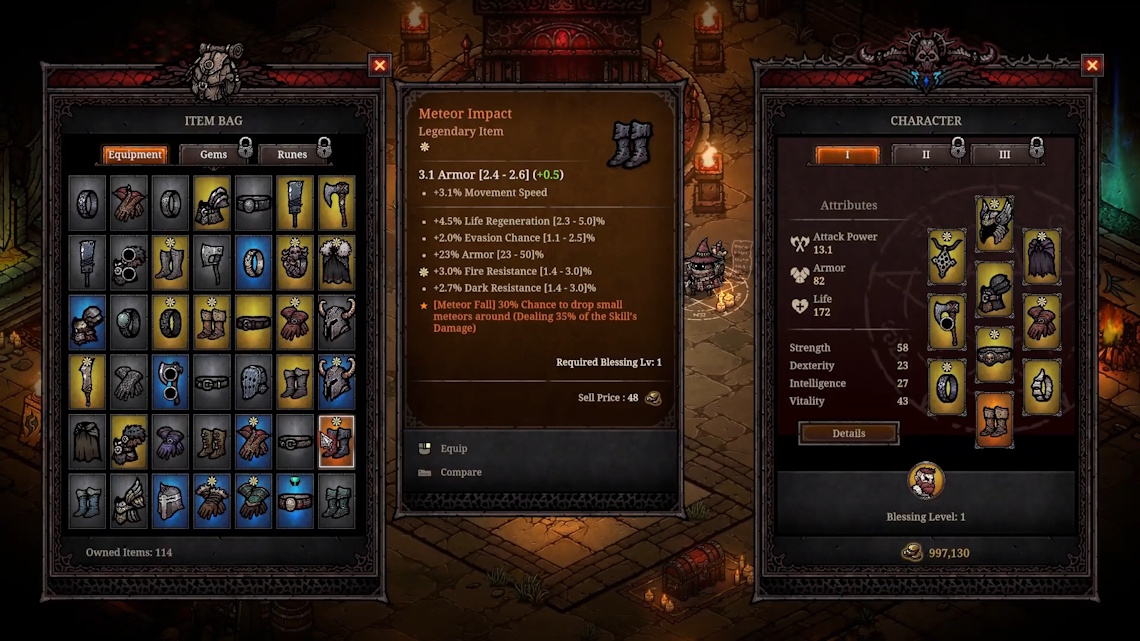 ITEM BAG
Equipment
Gems
Runes
Owned Items: 114
Meteor Impact
Legendary Item
3.1 Armor [2.4 - 2.6] (+0.5)
+3.1% Movement Speed
+4.5% Life Regeneration [2.3 - 5.0]%
+2.0% Evasion Chance [1.1 - 2.5]%
+23% Armor [23 - 50]%
+3.0% Fire Resistance [1.4 - 3.0]%
+2.7% Dark Resistance [1.4 - 3.0]%
[Meteor Fall] 30% Chance to drop small
meteors around (Dealing 35% of the Skill's
Damage)
Required Blessing Lv: 1
Sell Price : 48
Equip
Compare
CHARACTER
I
II
III
Attributes
Attack Power
13.1
Armor
82
Life
172
Strength 58
Dexterity 23
Intelligence 27
Vitality 43
Details
Blessing Level: 1
997,130